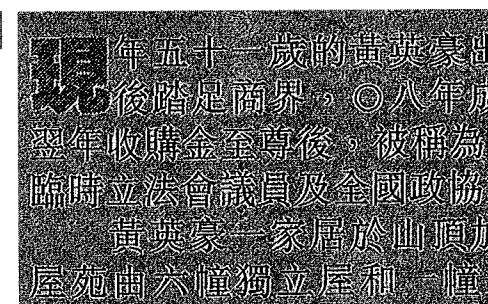 現年五十一歲的黃英豪出
後踏足商界，〇八年成
翌年收購金至尊後，被稱為
臨時立法會議員及全國政協
黃英豪一家居於山頂加
屋苑由六幢獨立屋和一幢